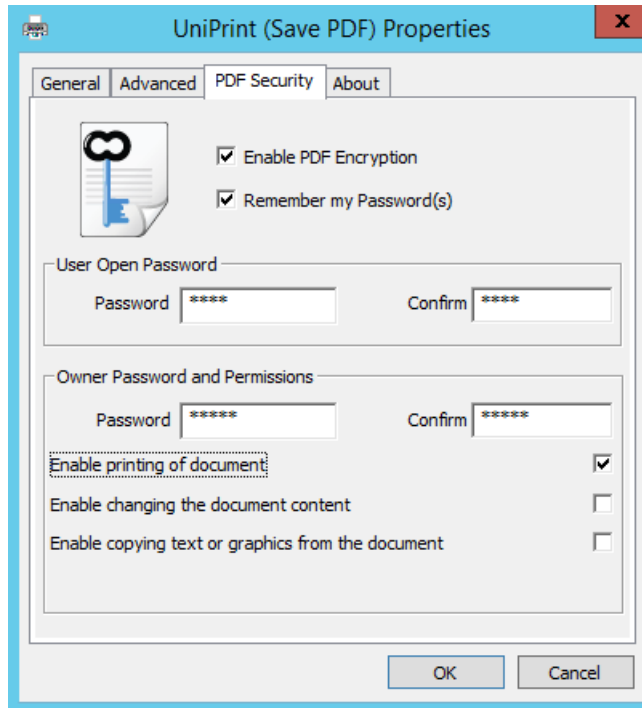 UniPrint (Save PDF) Properties x
General Advanced PDF Security About
Enable PDF Encryption
Remember my Password(s)
User Open Password
Password **** Confirm ****
Owner Password and Permissions
Password ***** Confirm *****
Enable printing of document
Enable changing the document content
Enable copying text or graphics from the document
OK Cancel